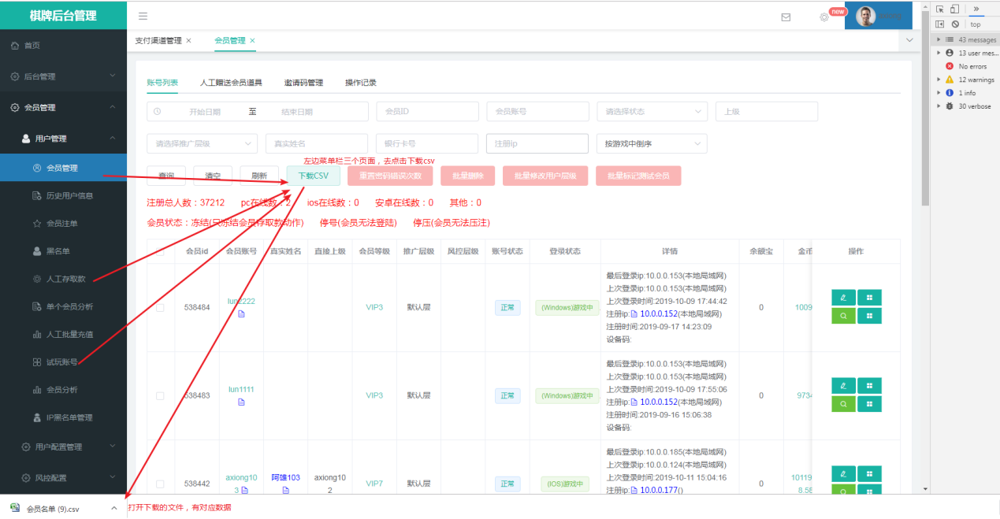 棋牌后台管理
new
top
支付渠道管理 ×
会员管理 ×
首页
后台管理
会员管理
用户管理
会员管理
历史用户信息
会员注单
黑名单
人工存取款
单个会员分析
人工批量充值
试玩账号
会员分析
IP黑名单管理
用户配置管理
风控配置
43 messages
13 user mes...
No errors
12 warnings
1 info
30 verbose
账号列表 人工赠送会员道具 邀请码管理 操作记录
开始日期 至 结束日期 会员ID 会员账号 请选择状态 上级
请选择推广层级 真实姓名 银行卡号 注册ip 按游戏中倒序
左边菜单栏三个页面，去点击下载csv
查询 清空 刷新 下载CSV 重置密码错误次数 批量删除 批量修改用户层级 批量标记测试会员
注册总人数：37212 pc在线数：2 ios在线数：0 安卓在线数：0 其他：0
会员状态：冻结(只冻结会员存取款动作) 停号(会员无法登陆) 停压(会员无法压注)
会员id 会员账号 真实姓名 直接上级 会员等级 推广层级 风控层级 账号状态 登录状态 详情 余额宝 金币 操作
538484 VIP3 默认层 正常 (Windows)游戏中 0 1009
最后登录ip:10.0.0.153(本地局域网)
上次登录ip:10.0.0.153(本地局域网)
上次登录时间:2019-10-09 17:44:42
注册ip: 10.0.0.152(本地局域网)
注册时间:2019-09-17 14:23:09
设备码:
538483 lun1111 VIP3 默认层 正常 (Windows)游戏中 0 9734
最后登录ip:10.0.0.153(本地局域网)
上次登录ip:10.0.0.153(本地局域网)
上次登录时间:2019-10-09 17:55:06
注册ip: 10.0.0.152(本地局域网)
注册时间:2019-09-16 15:06:38
设备码:
538442 axiong103 阿雄103 axiong102 VIP7 默认层 正常 (IOS)游戏中 0 10119
8.58
最后登录ip:10.0.0.185(本地局域网)
上次登录ip:10.0.0.124(本地局域网)
上次登录时间:2019-10-11 15:04:16
注册ip: 10.0.0.177()
会员名单 (9).csv
打开下载的文件，有对应数据